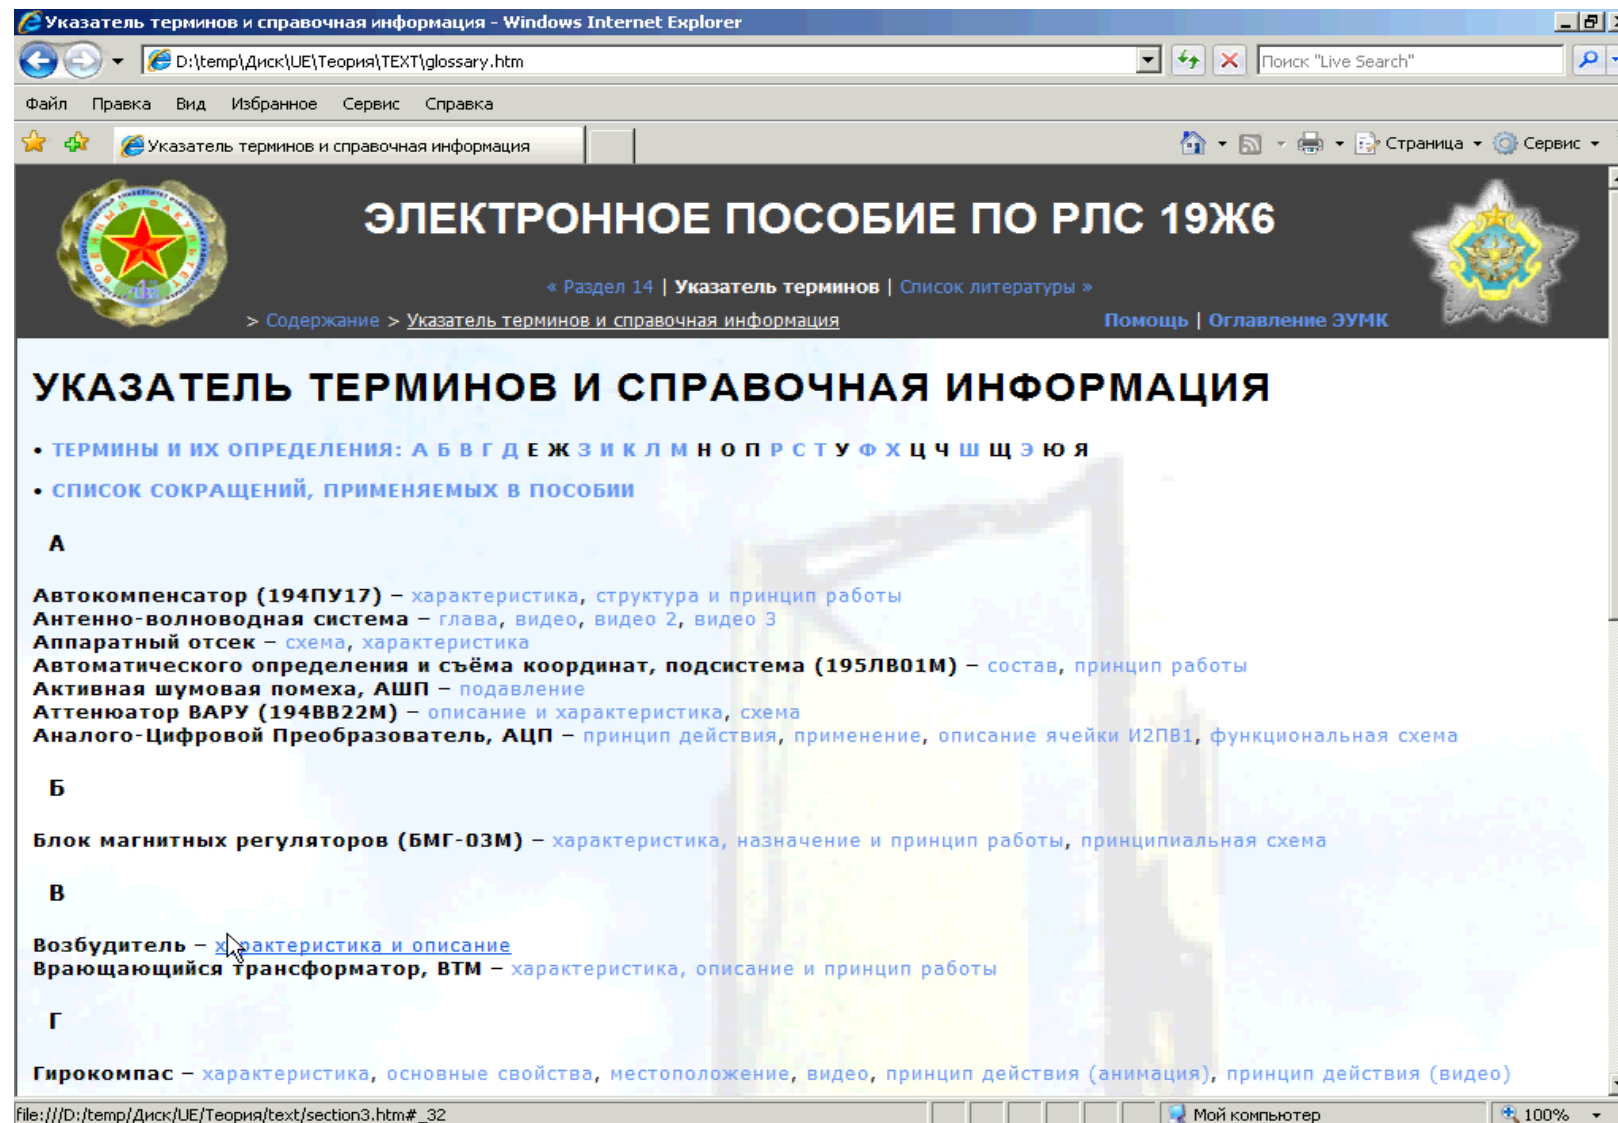 Указатель терминов и справочная информация - Windows Internet Explorer
D:\temp\Диск\UE\Теория\TEXT\glossary.htm
Поиск "Live Search"
Файл Правка Вид Избранное Сервис Справка
Указатель терминов и справочная информация
Страница Сервис
ЭЛЕКТРОННОЕ ПОСОБИЕ ПО РЛС 19Ж6
« Раздел 14 | Указатель терминов | Список литературы »
> Содержание > Указатель терминов и справочная информация
Помощь | Оглавление ЭУМК
УКАЗАТЕЛЬ ТЕРМИНОВ И СПРАВОЧНАЯ ИНФОРМАЦИЯ
• ТЕРМИНЫ И ИХ ОПРЕДЕЛЕНИЯ: А Б В Г Д Е Ж З И К Л М Н О П Р С Т У Ф Х Ц Ч Ш Щ Э Ю Я
• СПИСОК СОКРАЩЕНИЙ, ПРИМЕНЯЕМЫХ В ПОСОБИИ
А
Автокомпенсатор (194ПУ17) – характеристика, структура и принцип работы
Антенно-волноводная система – глава, видео, видео 2, видео 3
Аппаратный отсек – схема, характеристика
Автоматического определения и съёма координат, подсистема (195ЛВ01М) – состав, принцип работы
Активная шумовая помеха, АШП – подавление
Аттенюатор ВАРУ (194ВВ22М) – описание и характеристика, схема
Аналого-Цифровой Преобразователь, АЦП – принцип действия, применение, описание ячейки И2ПВ1, функциональная схема
Б
Блок магнитных регуляторов (БМГ-03М) – характеристика, назначение и принцип работы, принципиальная схема
В
Возбудитель – характеристика и описание
Врающающийся трансформатор, ВТМ – характеристика, описание и принцип работы
Г
Гирокомпас – характеристика, основные свойства, местоположение, видео, принцип действия (анимация), принцип действия (видео)
file:///D:/temp/Диск/UE/Теория/text/section3.htm#_32
Мой компьютер
100%